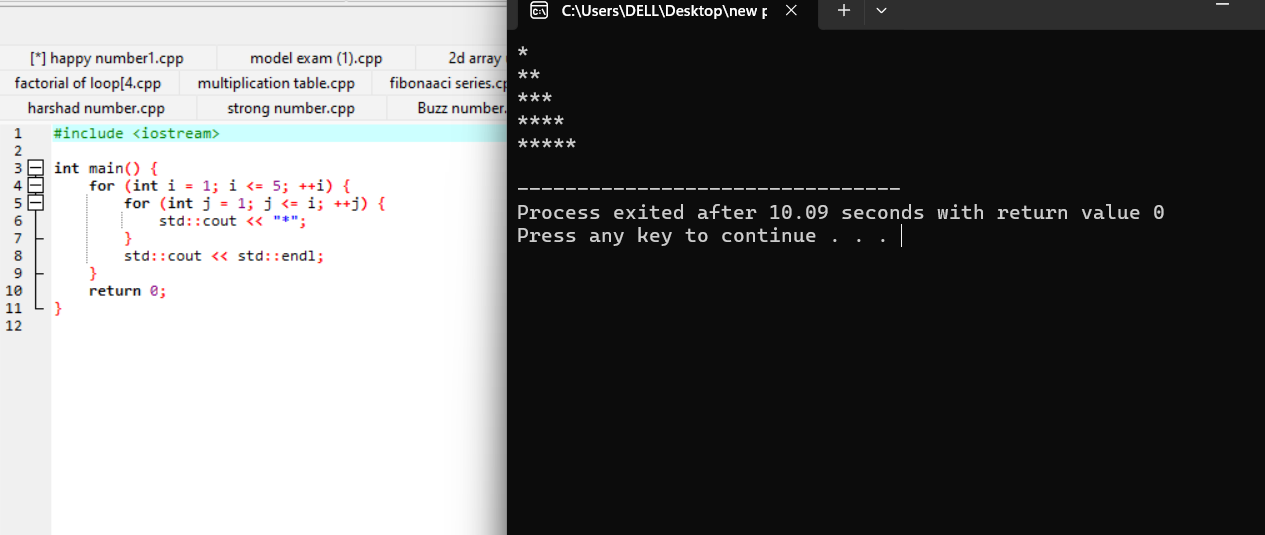 [*] happy number1.cpp model exam (1).cpp 2d array
factorial of loop[4.cpp multiplication table.cpp fibonaaci series.cp
harshad number.cpp strong number.cpp Buzz number.
1 #include <iostream>
2
3 int main() {
4 for (int i = 1; i <= 5; ++i) {
5 for (int j = 1; j <= i; ++j) {
6 std::cout << "*";
7 }
8 std::cout << std::endl;
9 }
10 return 0;
11 }
12
C:\Users\DELL\Desktop\new p
*
**
***
****
*****
--------------------------------
Process exited after 10.09 seconds with return value 0
Press any key to continue . . .